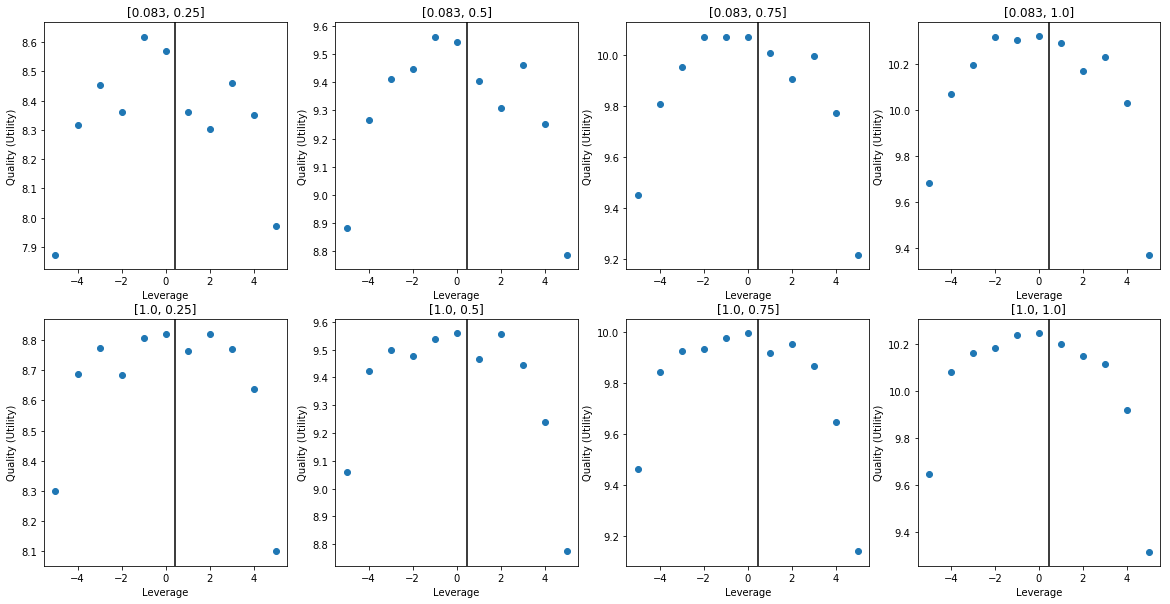 [0.083, 0.25]
Quality (Utility)
8.6
8.5
8.4
8.3
8.2
8.1
8.0
7.9
−4 −2 0 2 4
Leverage
[0.083, 0.5]
Quality (Utility)
9.6
9.5
9.4
9.3
9.2
9.1
9.0
8.9
8.8
−4 −2 0 2 4
Leverage
[0.083, 0.75]
Quality (Utility)
10.0
9.8
9.6
9.4
9.2
−4 −2 0 2 4
Leverage
[0.083, 1.0]
Quality (Utility)
10.2
10.0
9.8
9.6
9.4
−4 −2 0 2 4
Leverage
[1.0, 0.25]
Quality (Utility)
8.8
8.7
8.6
8.5
8.4
8.3
8.2
8.1
−4 −2 0 2 4
Leverage
[1.0, 0.5]
Quality (Utility)
9.6
9.5
9.4
9.3
9.2
9.1
9.0
8.9
8.8
−4 −2 0 2 4
Leverage
[1.0, 0.75]
Quality (Utility)
10.0
9.8
9.6
9.4
9.2
−4 −2 0 2 4
Leverage
[1.0, 1.0]
Quality (Utility)
10.2
10.0
9.8
9.6
9.4
−4 −2 0 2 4
Leverage